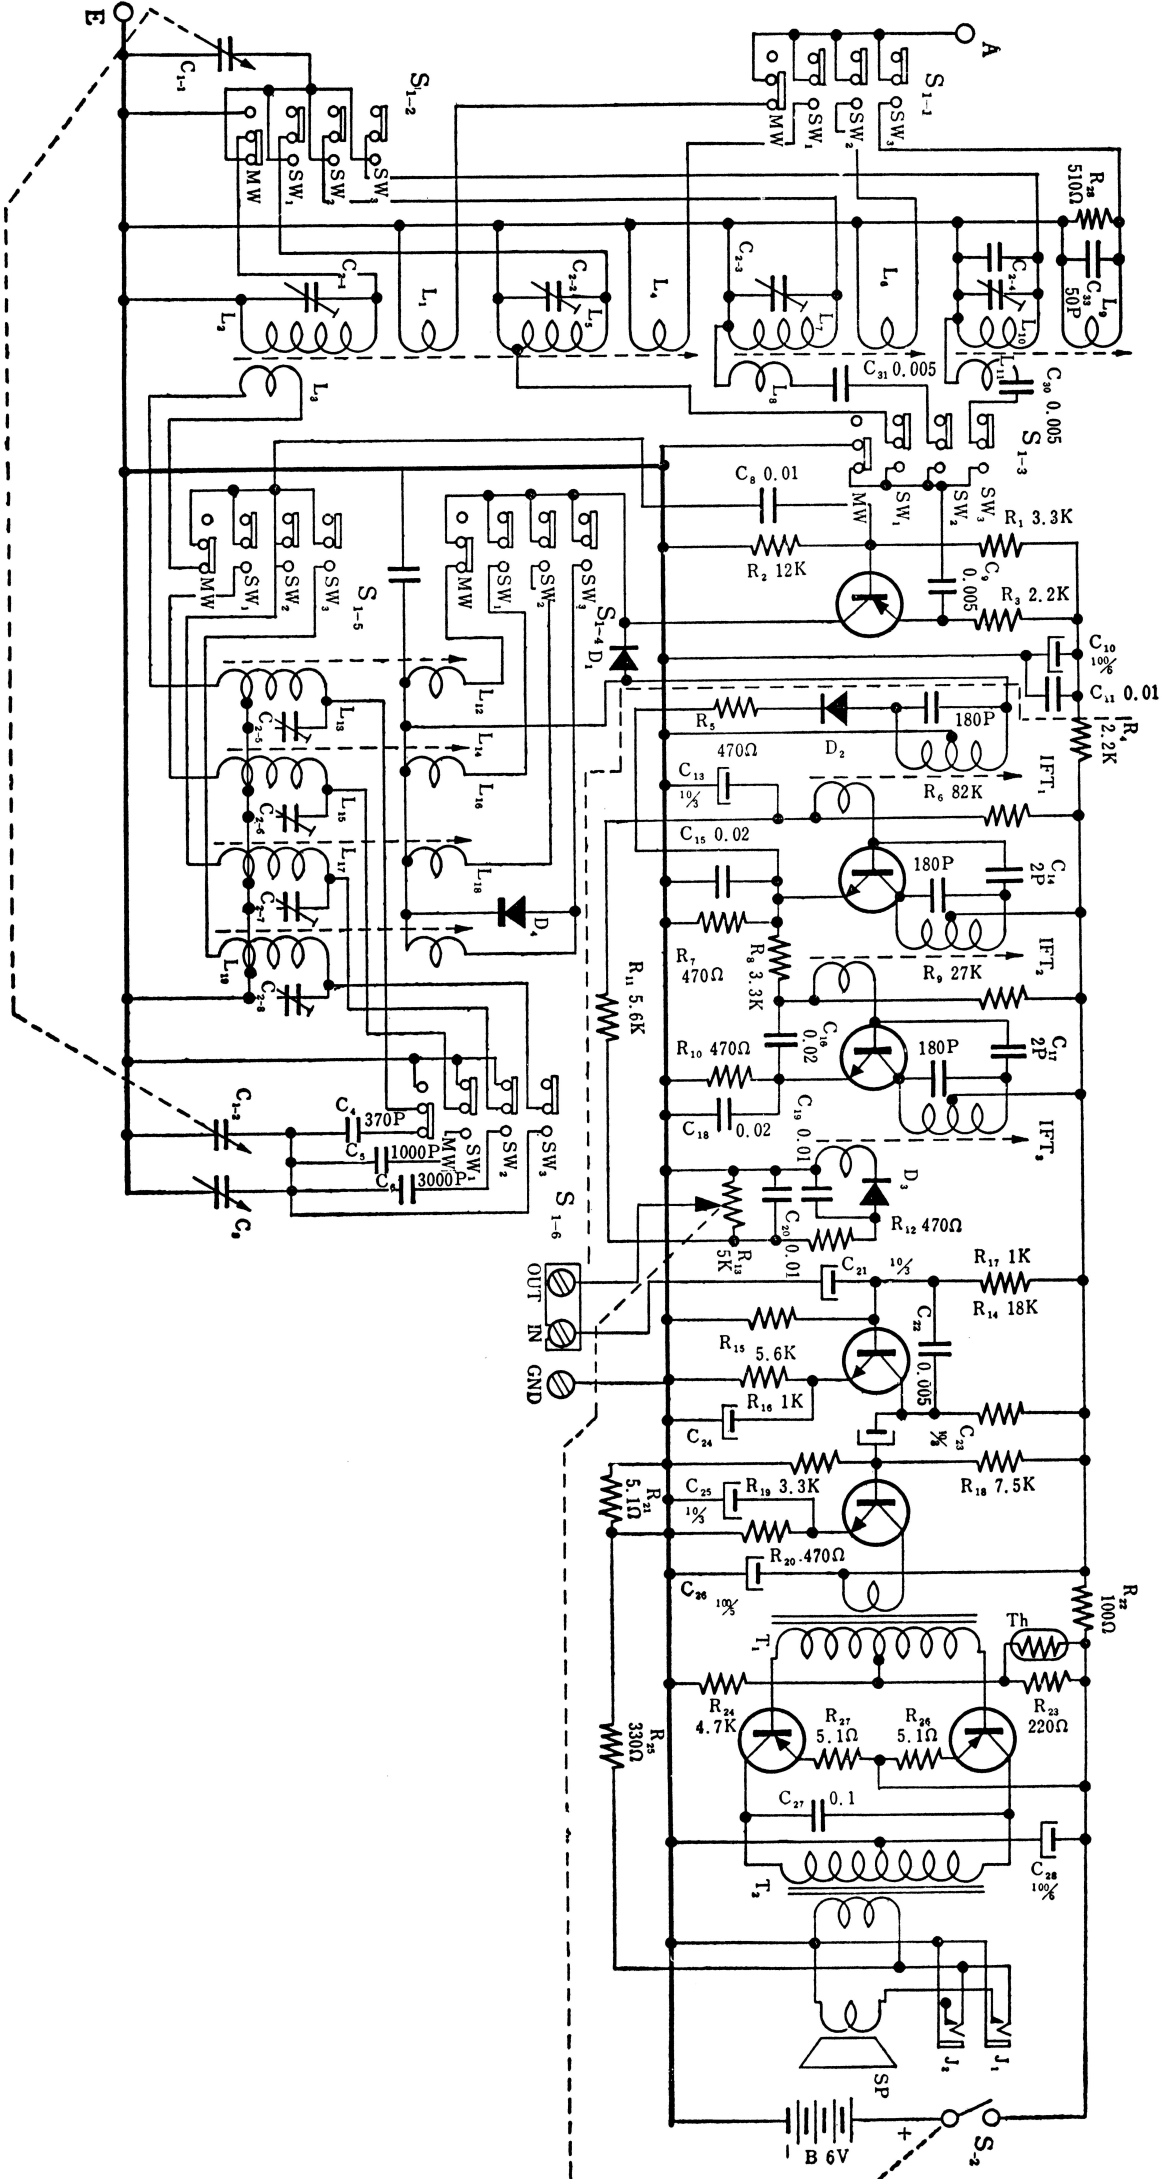 E
A
C₁₋₁
S₁₋₂
SW₃
SW₂
SW₁
MW
S₁₋₁
SW₃
SW₂
SW₁
MW
R₂₈
510Ω
C₃₃
50P
L₉
C₂₋₄
L₁₀
L₁₁
C₃₀ 0.005
L₆
C₂₋₃
L₇
L₈
C₃₁ 0.005
L₄
C₂₋₂
L₅
L₁
C₂₋₁
L₂
L₃
S₁₋₃
SW₃
SW₂
SW₁
MW
C₈ 0.01
R₂ 12K
R₁ 3.3K
C₉
0.005
R₃ 2.2K
C₁₀
100/6
C₁₁ 0.01
R₄
2.2K
S₁₋₅
SW₃
SW₂
SW₁
MW
S₁₋₄
SW₃
SW₂
SW₁
MW
D₁
L₁₂
L₁₃
C₂₋₅
L₁₄
L₁₅
C₂₋₆
L₁₆
L₁₇
C₂₋₇
L₁₈
D₄
L₁₉
C₂₋₈
R₅
470Ω
D₂
180P
IFT₁
C₁₃
10/3
R₆ 82K
C₁₅ 0.02
180P
C₁₄
2P
R₇
470Ω
R₈ 3.3K
IFT₂
R₉ 27K
R₁₁ 5.6K
C₁₆
0.02
R₁₀ 470Ω
180P
C₁₇
2P
C₁₈
0.02
C₁₉ 0.01
IFT₃
D₃
R₁₂ 470Ω
C₂₀ 0.01
R₁₃
5K
C₁₋₂
C₃
C₄
370P
C₅
1000P
C₆
3000P
MW
SW₁
SW₂
SW₃
S₁₋₆
OUT
IN
GND
C₂₁
10/3
R₁₇ 1K
R₁₄ 18K
C₂₂
0.005
R₁₅
5.6K
R₁₆ 1K
C₂₄
C₂₃
R₁₈ 7.5K
R₁₉ 3.3K
C₂₅
10/3
R₂₁
5.1Ω
R₂₀ 470Ω
C₂₆
R₂₂
100Ω
Th
T₁
R₂₄
4.7K
R₂₃
220Ω
R₂₇
5.1Ω
R₂₆
5.1Ω
R₂₅
330Ω
C₂₇
0.1
C₂₈
100/6
T₂
J₁
J₂
SP
S₋₂
+
−
B 6V